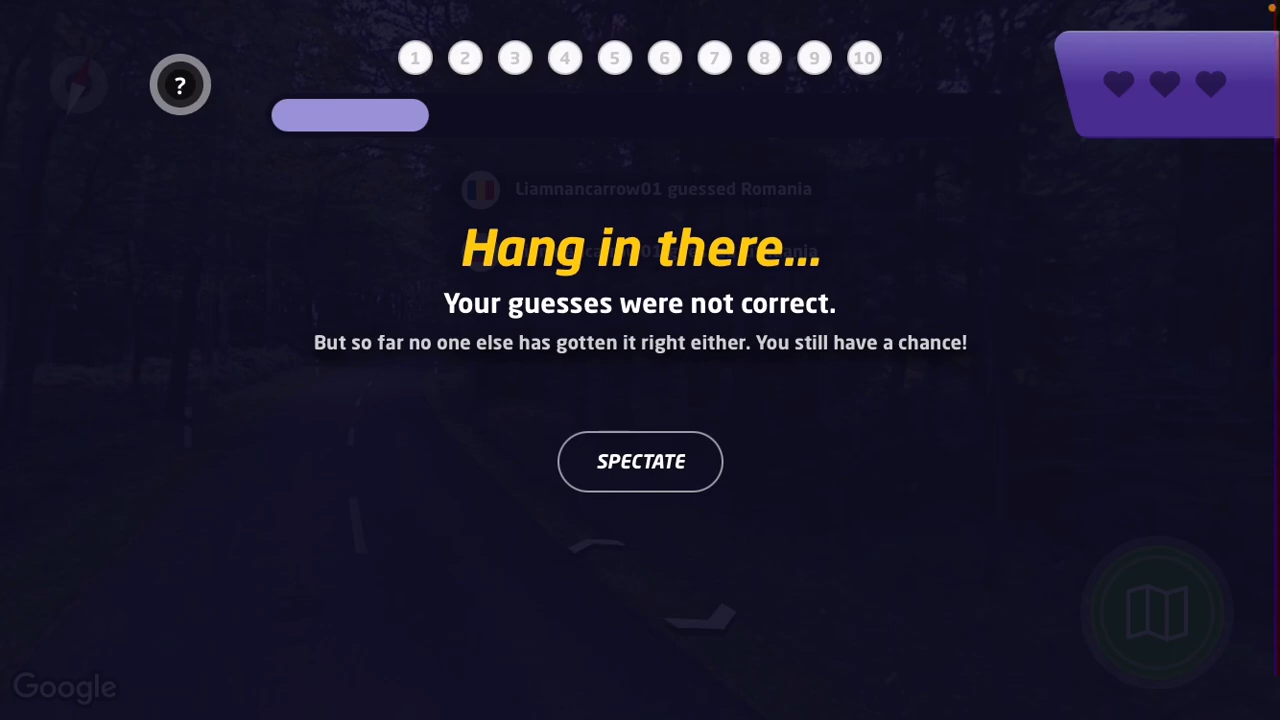 1 2 3 4 5 6 7 8 9 10
?
Liamnancarrow01 guessed Romania
Hang in there...
Your guesses were not correct.
But so far no one else has gotten it right either. You still have a chance!
SPECTATE
Google